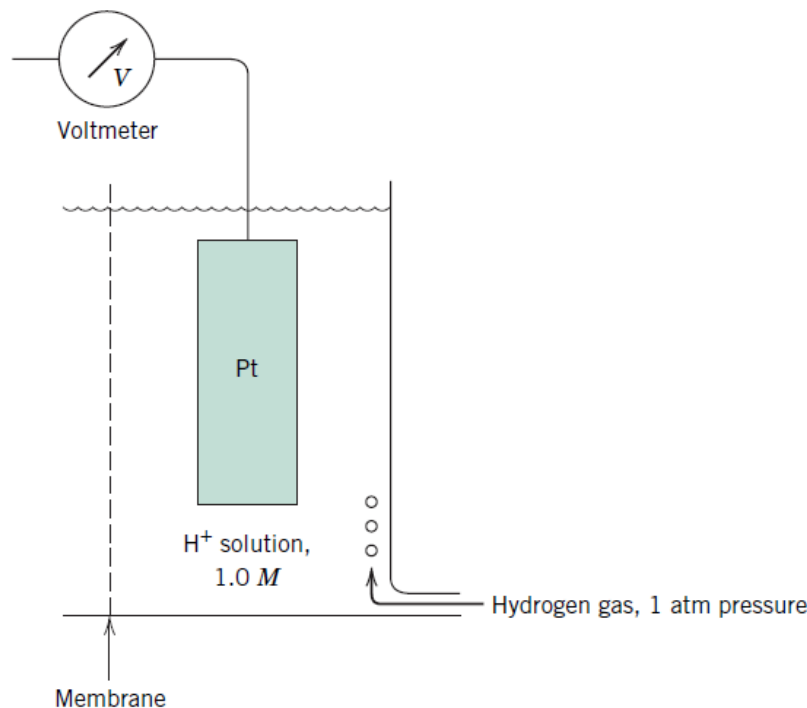 V
Voltmeter
Pt
H⁺ solution,
1.0 M
Hydrogen gas, 1 atm pressure
Membrane